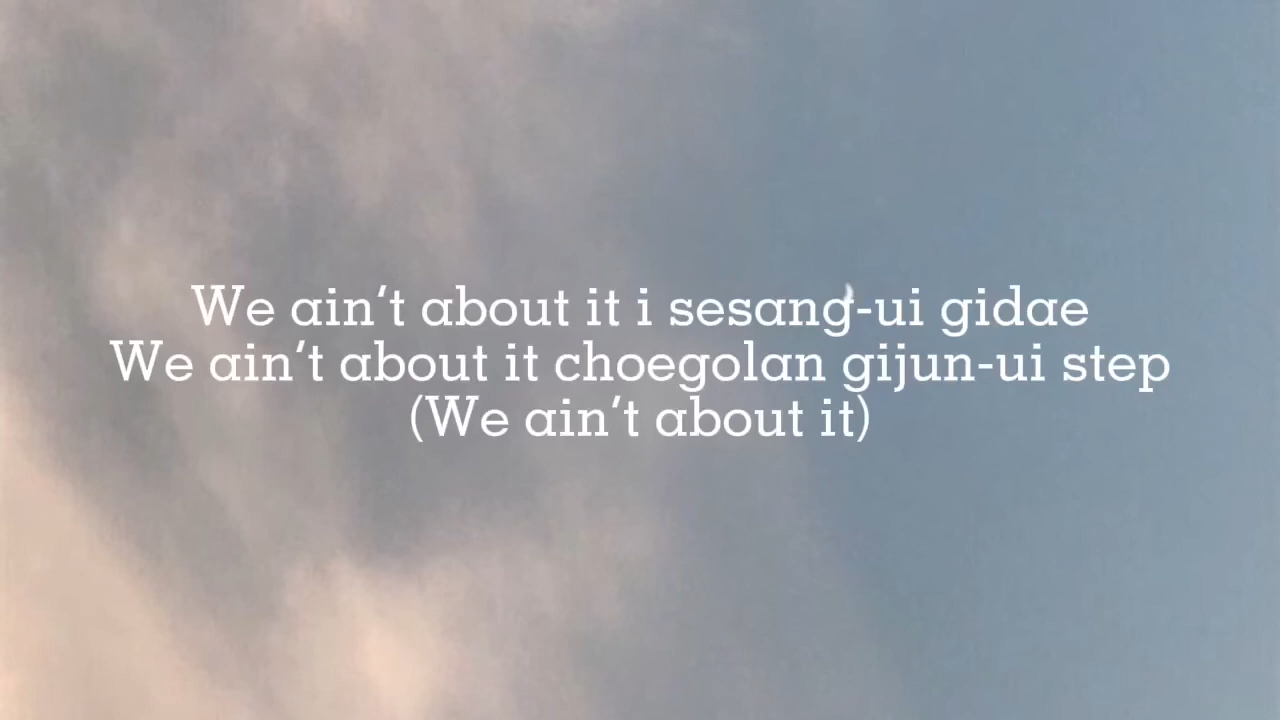 We ain't about it i sesang-ui gidae
We ain't about it choegolan gijun-ui step
(We ain't about it)